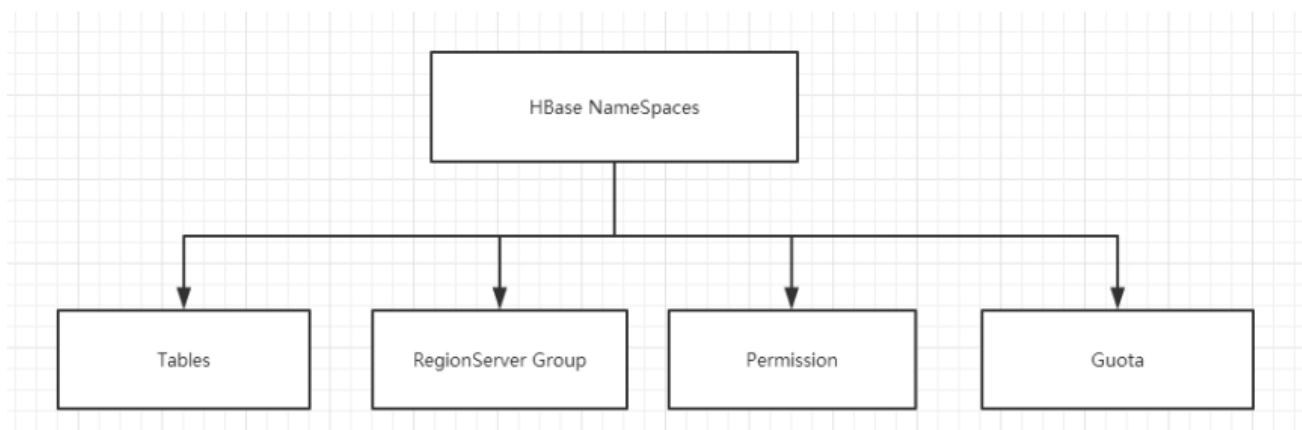 HBase NameSpaces
Tables
RegionServer Group
Permission
Guota